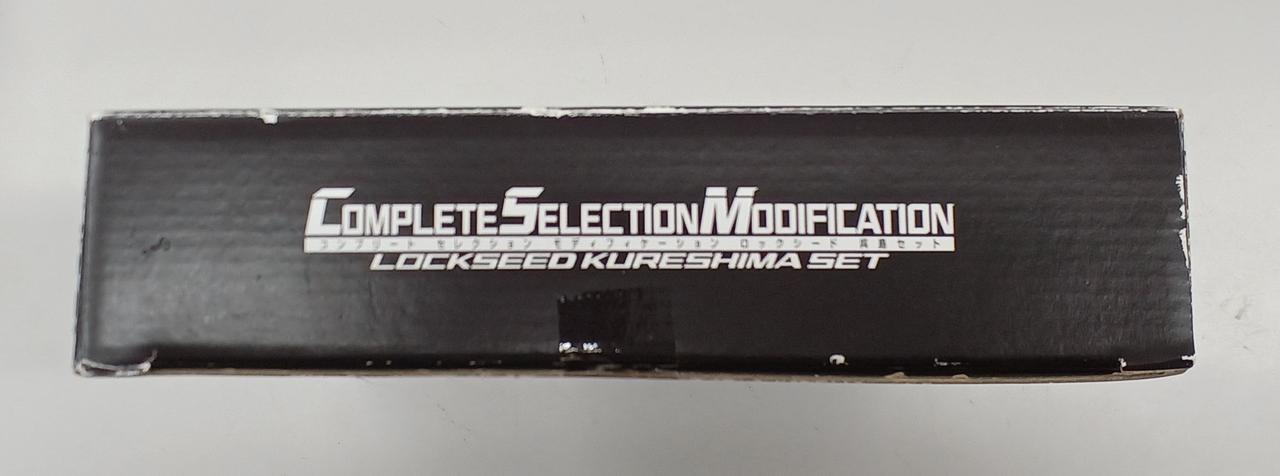 COMPLETE SELECTION MODIFICATION
コンプリート セレクション モディフィケーション ロックシード 呉島セット
LOCKSEED KURESHIMA SET